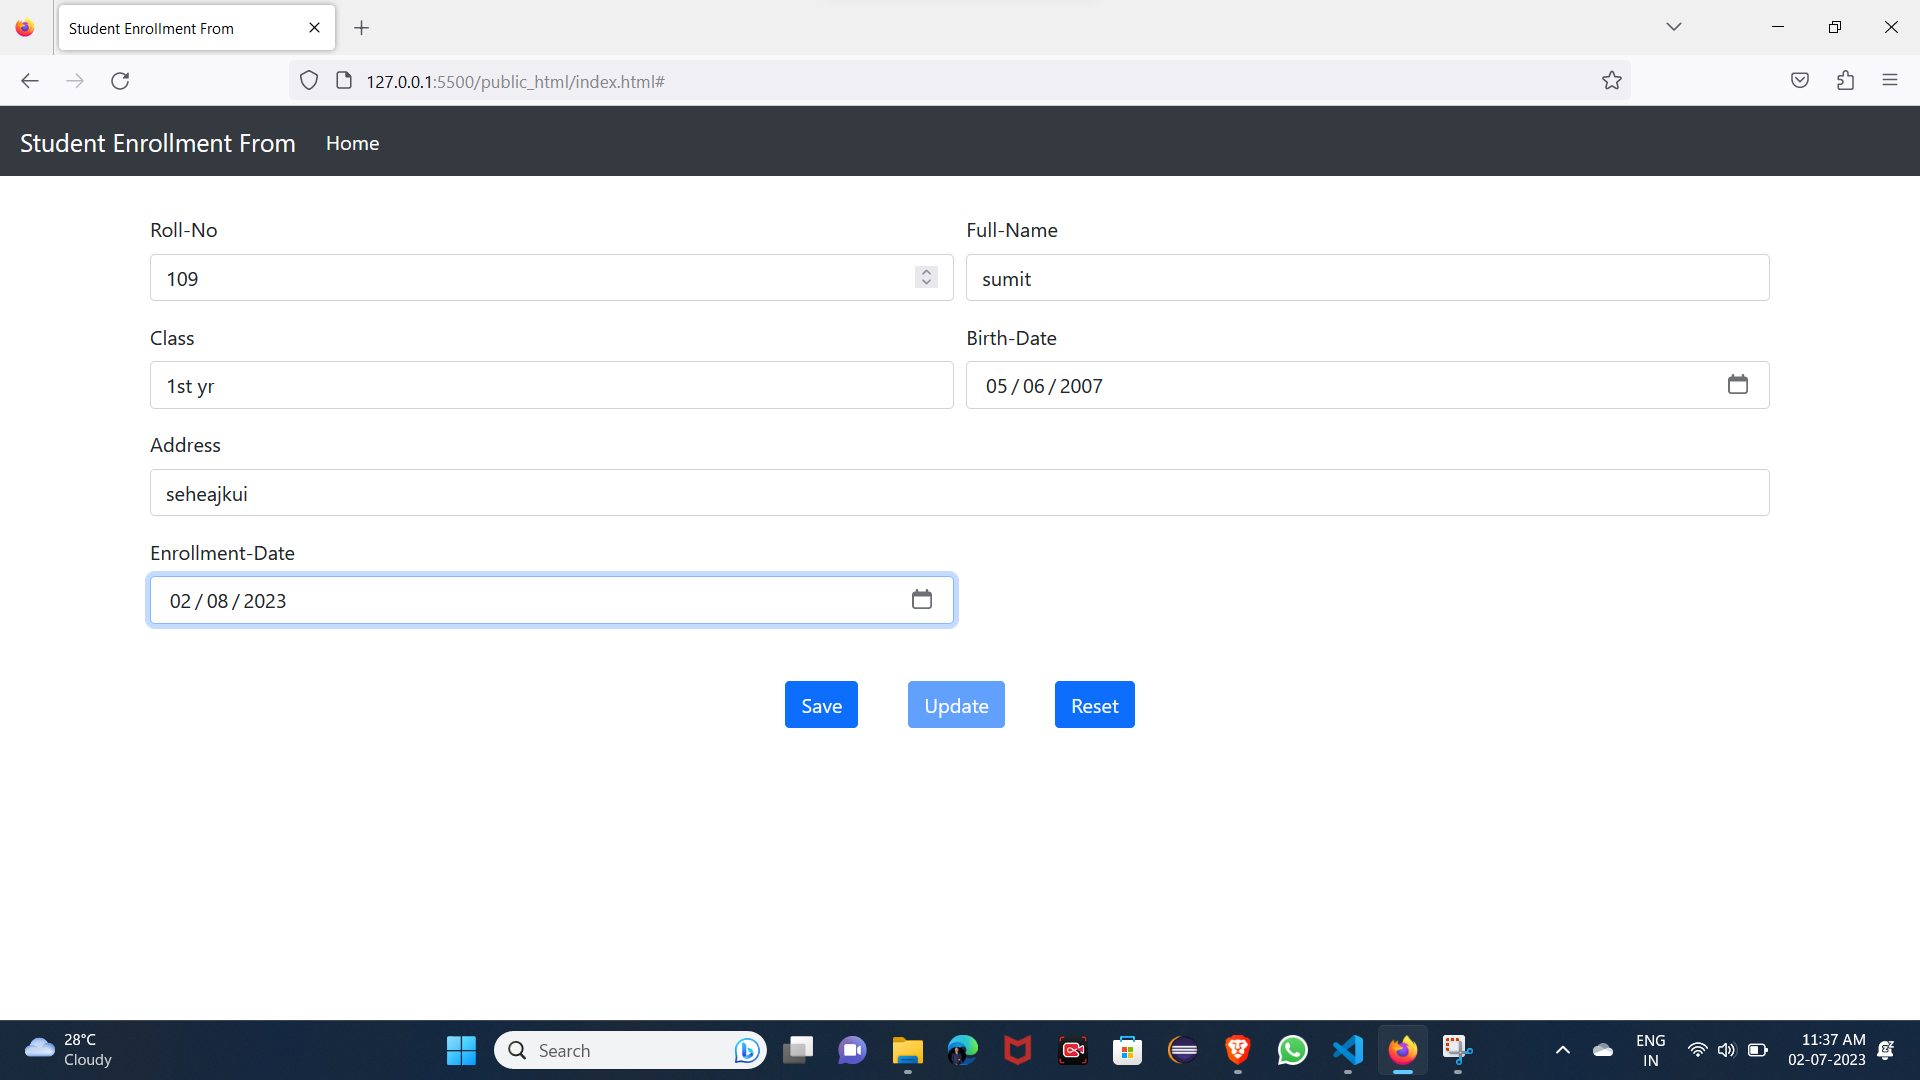 Student Enrollment From
127.0.0.1:5500/public_html/index.html#
Student Enrollment From Home
Roll-No Full-Name
109 sumit
Class Birth-Date
1st yr 05 / 06 / 2007
Address
seheajkui
Enrollment-Date
02 / 08 / 2023
Save Update Reset
28°C
Cloudy
Search
ENG
IN
11:37 AM
02-07-2023